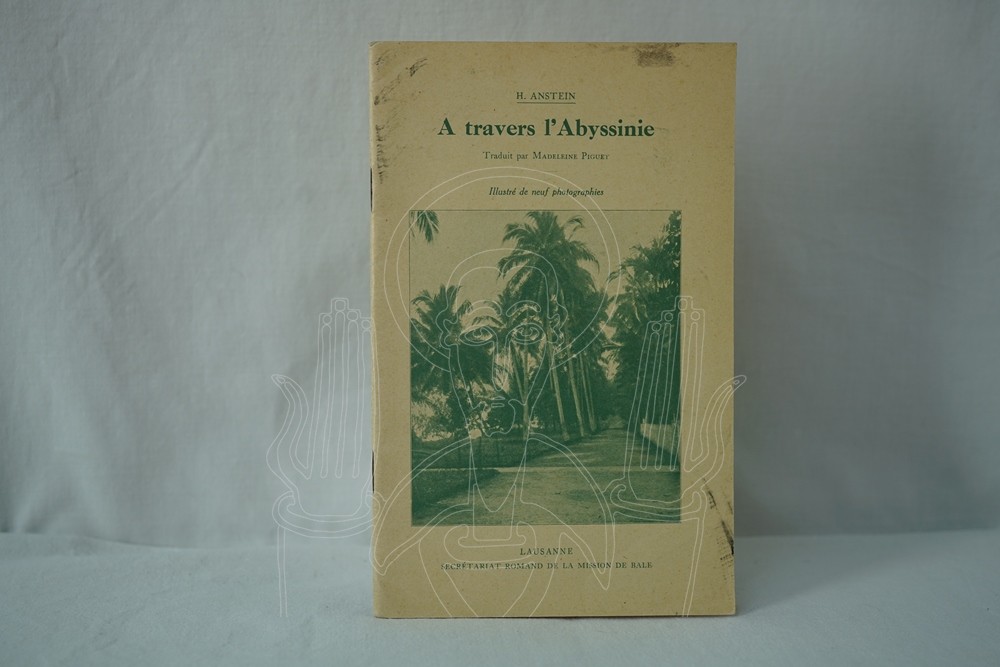 H. ANSTEIN
A travers l'Abyssinie
Traduit par MADELEINE PIGUET
Illustré de neuf photographies
LAUSANNE
SECRÉTARIAT ROMAND DE LA MISSION DE BALE